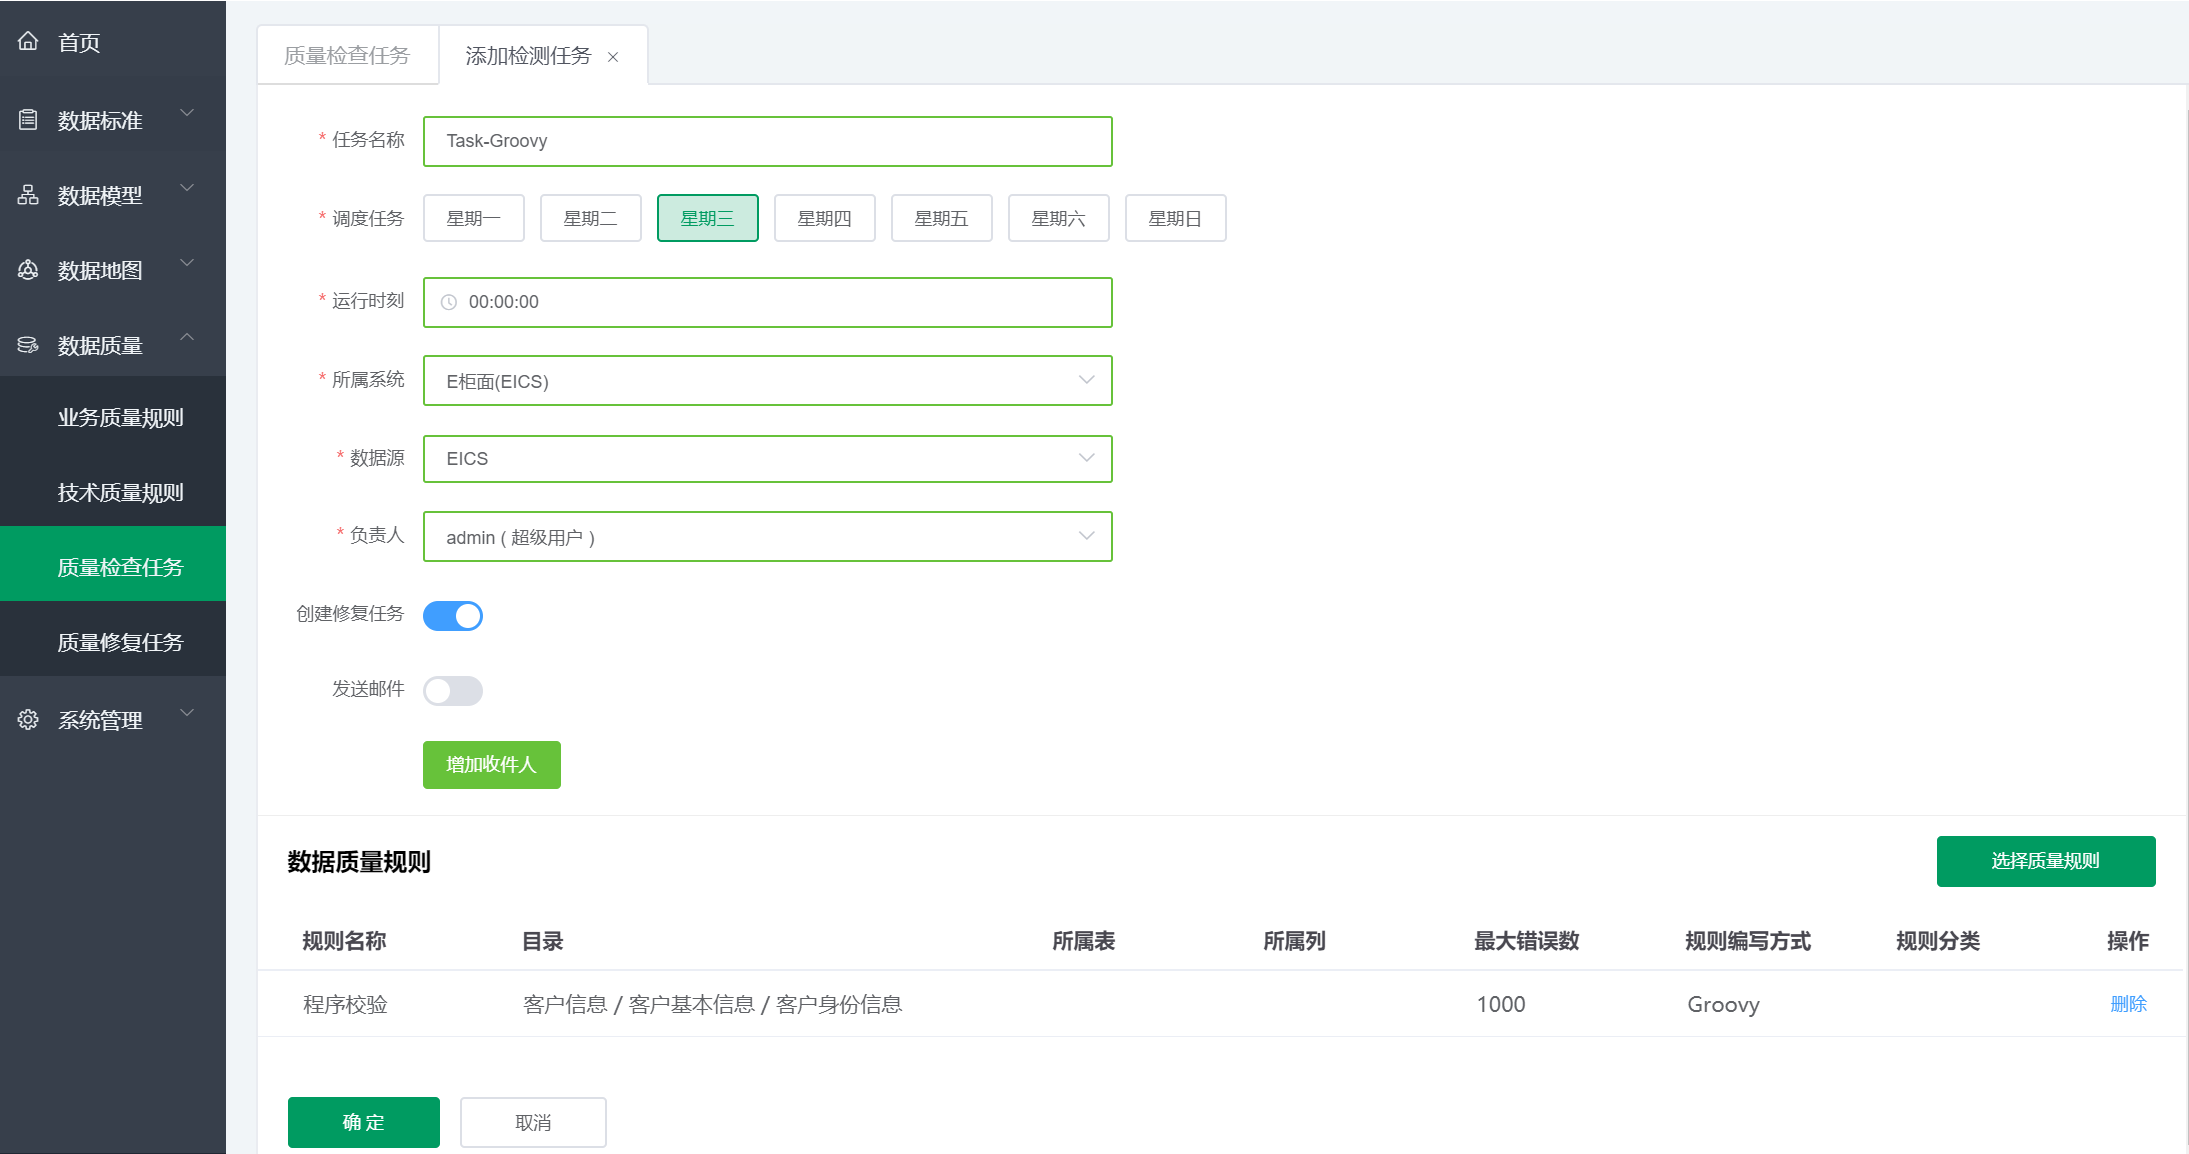 首页
数据标准
数据模型
数据地图
数据质量
业务质量规则
技术质量规则
质量检查任务
质量修复任务
系统管理
质量检查任务 添加检测任务 ×
* 任务名称 Task-Groovy
* 调度任务 星期一 星期二 星期三 星期四 星期五 星期六 星期日
* 运行时刻 00:00:00
* 所属系统 E柜面(EICS)
* 数据源 EICS
* 负责人 admin ( 超级用户 )
创建修复任务
发送邮件
增加收件人
数据质量规则 选择质量规则
规则名称 目录 所属表 所属列 最大错误数 规则编写方式 规则分类 操作
程序校验 客户信息 / 客户基本信息 / 客户身份信息 1000 Groovy 删除
确 定 取消